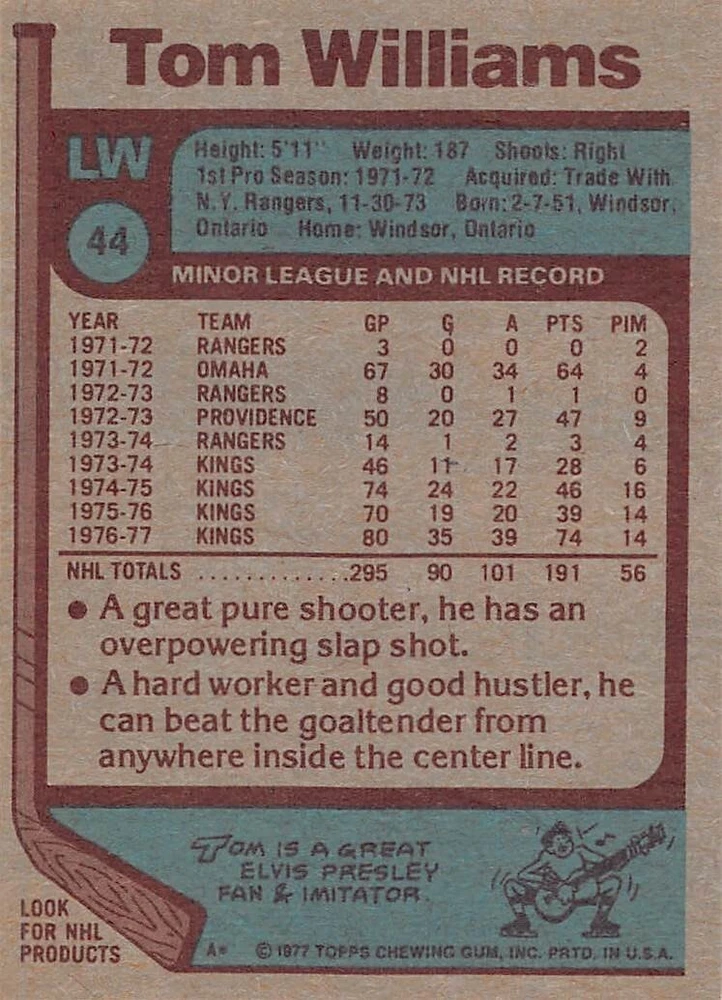 Tom Williams
LW
44
Height: 5'11" Weight: 187 Shoots: Right
1st Pro Season: 1971-72 Acquired: Trade With
N.Y. Rangers, 11-30-73 Born: 2-7-51, Windsor,
Ontario Home: Windsor, Ontario
MINOR LEAGUE AND NHL RECORD
YEAR TEAM GP G A PTS PIM
1971-72 RANGERS 3 0 0 0 2
1971-72 OMAHA 67 30 34 64 4
1972-73 RANGERS 8 0 1 1 0
1972-73 PROVIDENCE 50 20 27 47 9
1973-74 RANGERS 14 1 2 3 4
1973-74 KINGS 46 11 17 28 6
1974-75 KINGS 74 24 22 46 16
1975-76 KINGS 70 19 20 39 14
1976-77 KINGS 80 35 39 74 14
NHL TOTALS ..............295 90 101 191 56
● A great pure shooter, he has an
overpowering slap shot.
● A hard worker and good hustler, he
can beat the goaltender from
anywhere inside the center line.
TOM IS A GREAT
ELVIS PRESLEY
FAN & IMITATOR.
LOOK
FOR NHL
PRODUCTS
A* © 1977 TOPPS CHEWING GUM, INC. PRTD. IN U.S.A.